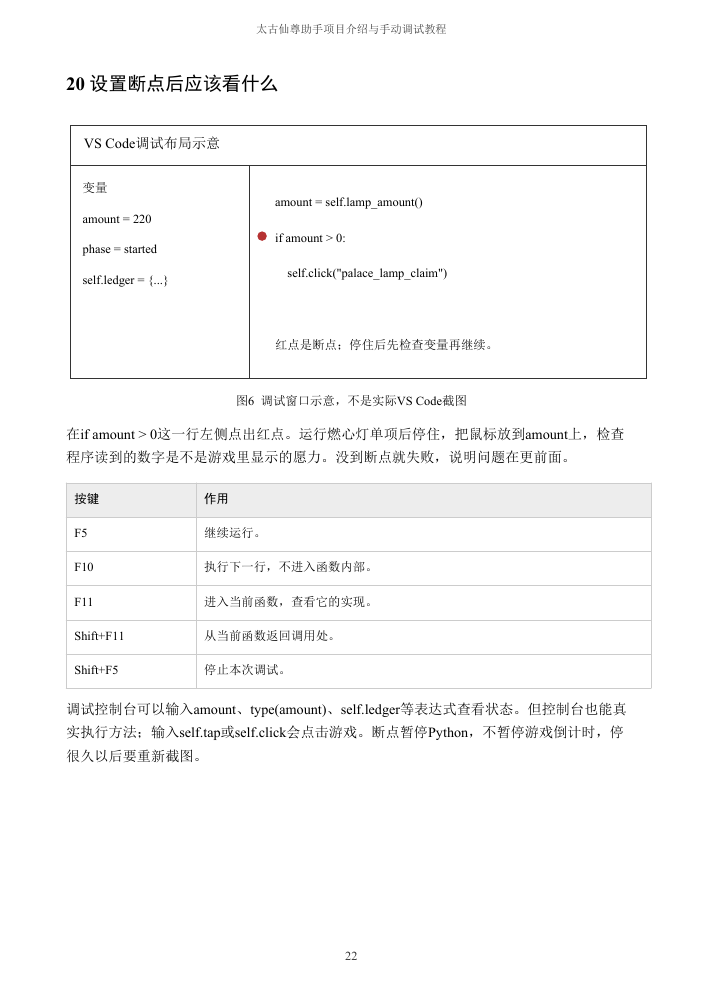 太古仙尊助手项目介绍与手动调试教程
20 设置断点后应该看什么
VS Code调试布局示意
变量
amount = 220
phase = started
self.ledger = {...}
amount = self.lamp_amount()
if amount > 0:
self.click("palace_lamp_claim")
红点是断点；停住后先检查变量再继续。
图6 调试窗口示意，不是实际VS Code截图
在if amount > 0这一行左侧点出红点。运行燃心灯单项后停住，把鼠标放到amount上，检查
程序读到的数字是不是游戏里显示的愿力。没到断点就失败，说明问题在更前面。
按键 作用
F5 继续运行。
F10 执行下一行，不进入函数内部。
F11 进入当前函数，查看它的实现。
Shift+F11 从当前函数返回调用处。
Shift+F5 停止本次调试。
调试控制台可以输入amount、type(amount)、self.ledger等表达式查看状态。但控制台也能真
实执行方法；输入self.tap或self.click会点击游戏。断点暂停Python，不暂停游戏倒计时，停
很久以后要重新截图。
22